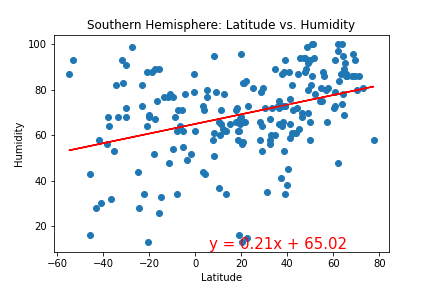 Southern Hemisphere: Latitude vs. Humidity
100
80
60
40
20
Humidity
y = 0.21x + 65.02
−60 −40 −20 0 20 40 60 80
Latitude